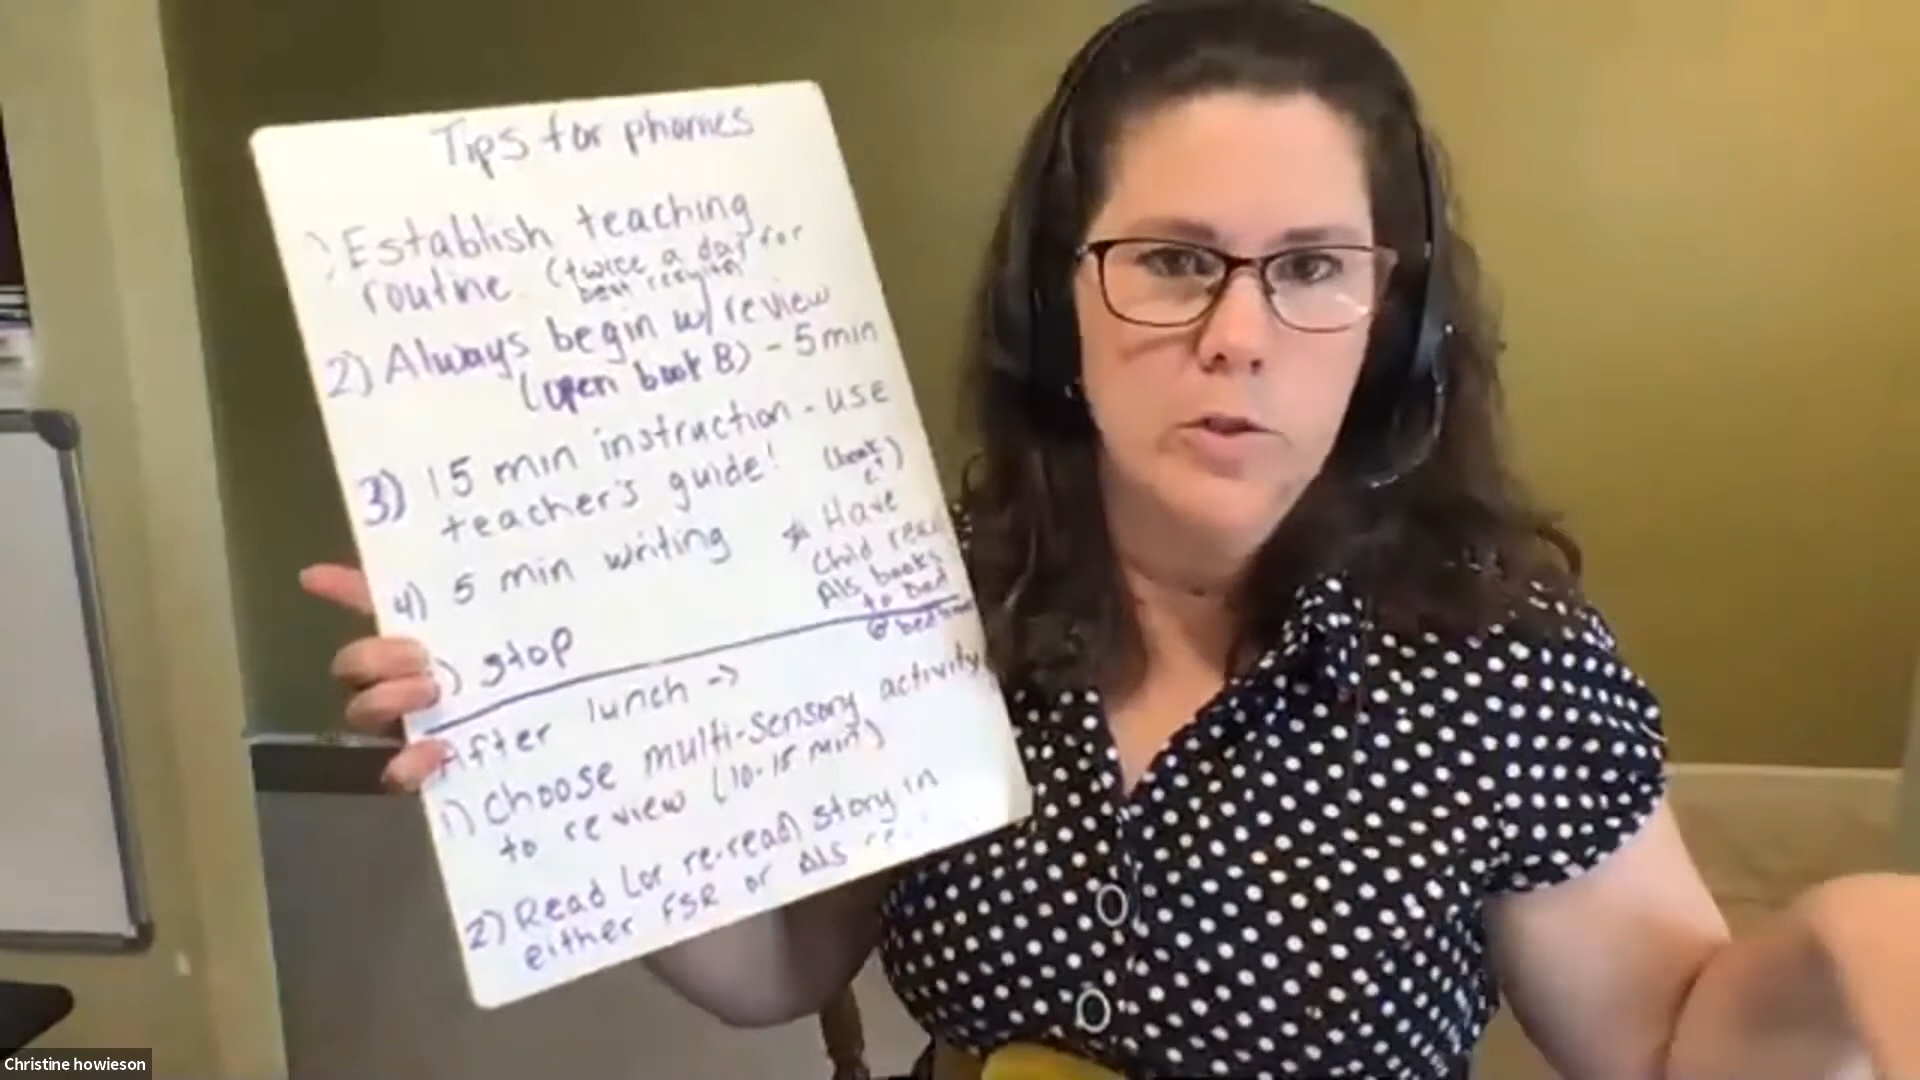 Tips for phonics
1) Establish teaching
routine (twice a day for
best results)
2) Always begin w/ review
(open book B) - 5 min
3) 15 min instruction - use
teacher's guide!
4) 5 min writing
) Stop
* Have
child read
AlS books
to Dad
@ bedtime
After lunch →
1) Choose multi-sensory activity
to review (10-15 min)
2) Read (or re-read) story in
either FSR or AlS
Christine howieson